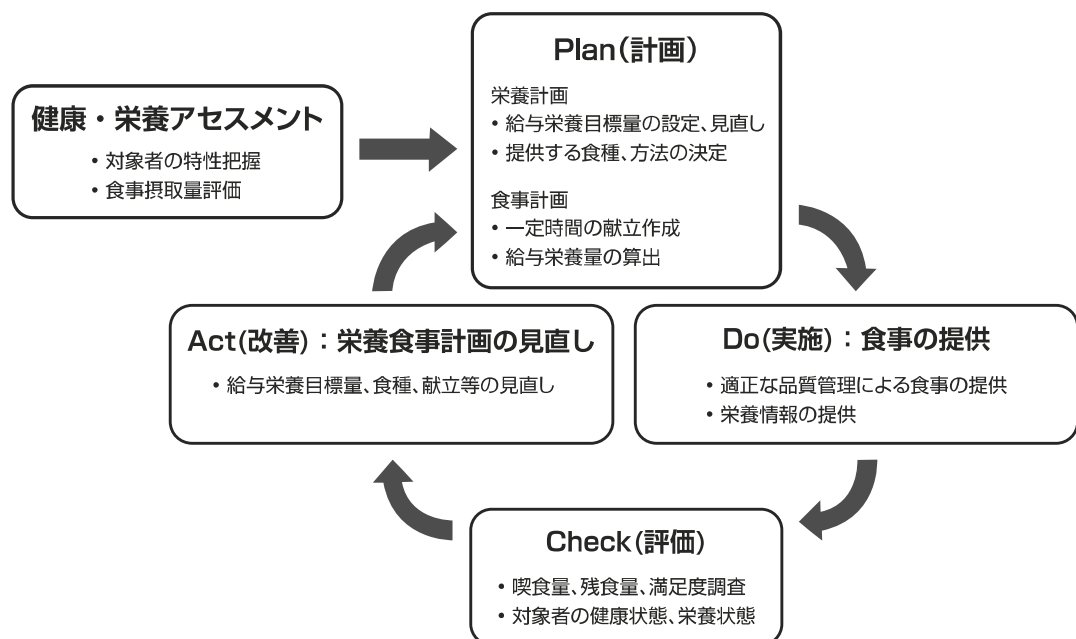 健康・栄養アセスメント
・対象者の特性把握
・食事摂取量評価
Plan(計画)
栄養計画
・給与栄養目標量の設定、見直し
・提供する食種、方法の決定
食事計画
・一定時間の献立作成
・給与栄養量の算出
Do(実施)：食事の提供
・適正な品質管理による食事の提供
・栄養情報の提供
Check(評価)
・喫食量、残食量、満足度調査
・対象者の健康状態、栄養状態
Act(改善)：栄養食事計画の見直し
・給与栄養目標量、食種、献立等の見直し